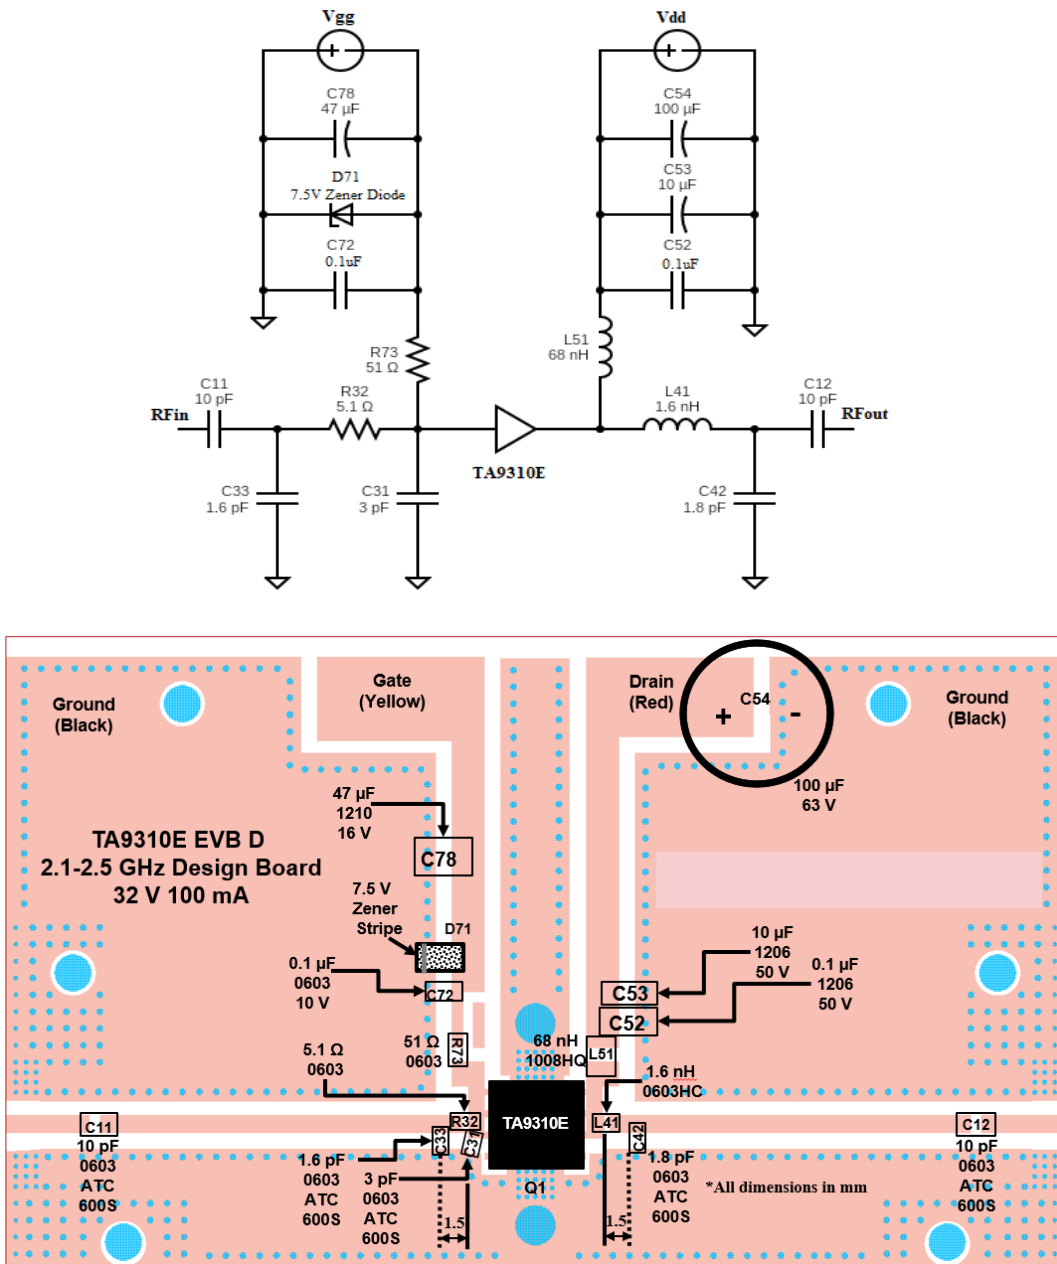 Vgg
Vdd
+
+
C78
47 µF
C54
100 µF
D71
7.5V Zener Diode
C53
10 µF
C72
0.1uF
C52
0.1uF
L51
68 nH
R73
51 Ω
C11
10 pF
R32
5.1 Ω
L41
1.6 nH
C12
10 pF
RFin
RFout
TA9310E
C33
1.6 pF
C31
3 pF
C42
1.8 pF
Ground
(Black)
Gate
(Yellow)
Drain
(Red)
C54
+ -
Ground
(Black)
100 µF
63 V
47 µF
1210
16 V
C78
TA9310E EVB D
2.1-2.5 GHz Design Board
32 V 100 mA
7.5 V
Zener
Stripe
D71
10 µF
1206
50 V
0.1 µF
0603
10 V
C72
C53
C52
0.1 µF
1206
50 V
51 Ω
0603
R73
68 nH
1008HQ
L51
5.1 Ω
0603
1.6 nH
0603HC
C11
R32
C33
C31
TA9310E
L41
C42
C12
10 pF
0603
ATC
600S
1.6 pF
0603
ATC
600S
3 pF
0603
ATC
600S
1.5
Q1
1.5
1.8 pF
0603
ATC
600S
*All dimensions in mm
10 pF
0603
ATC
600S